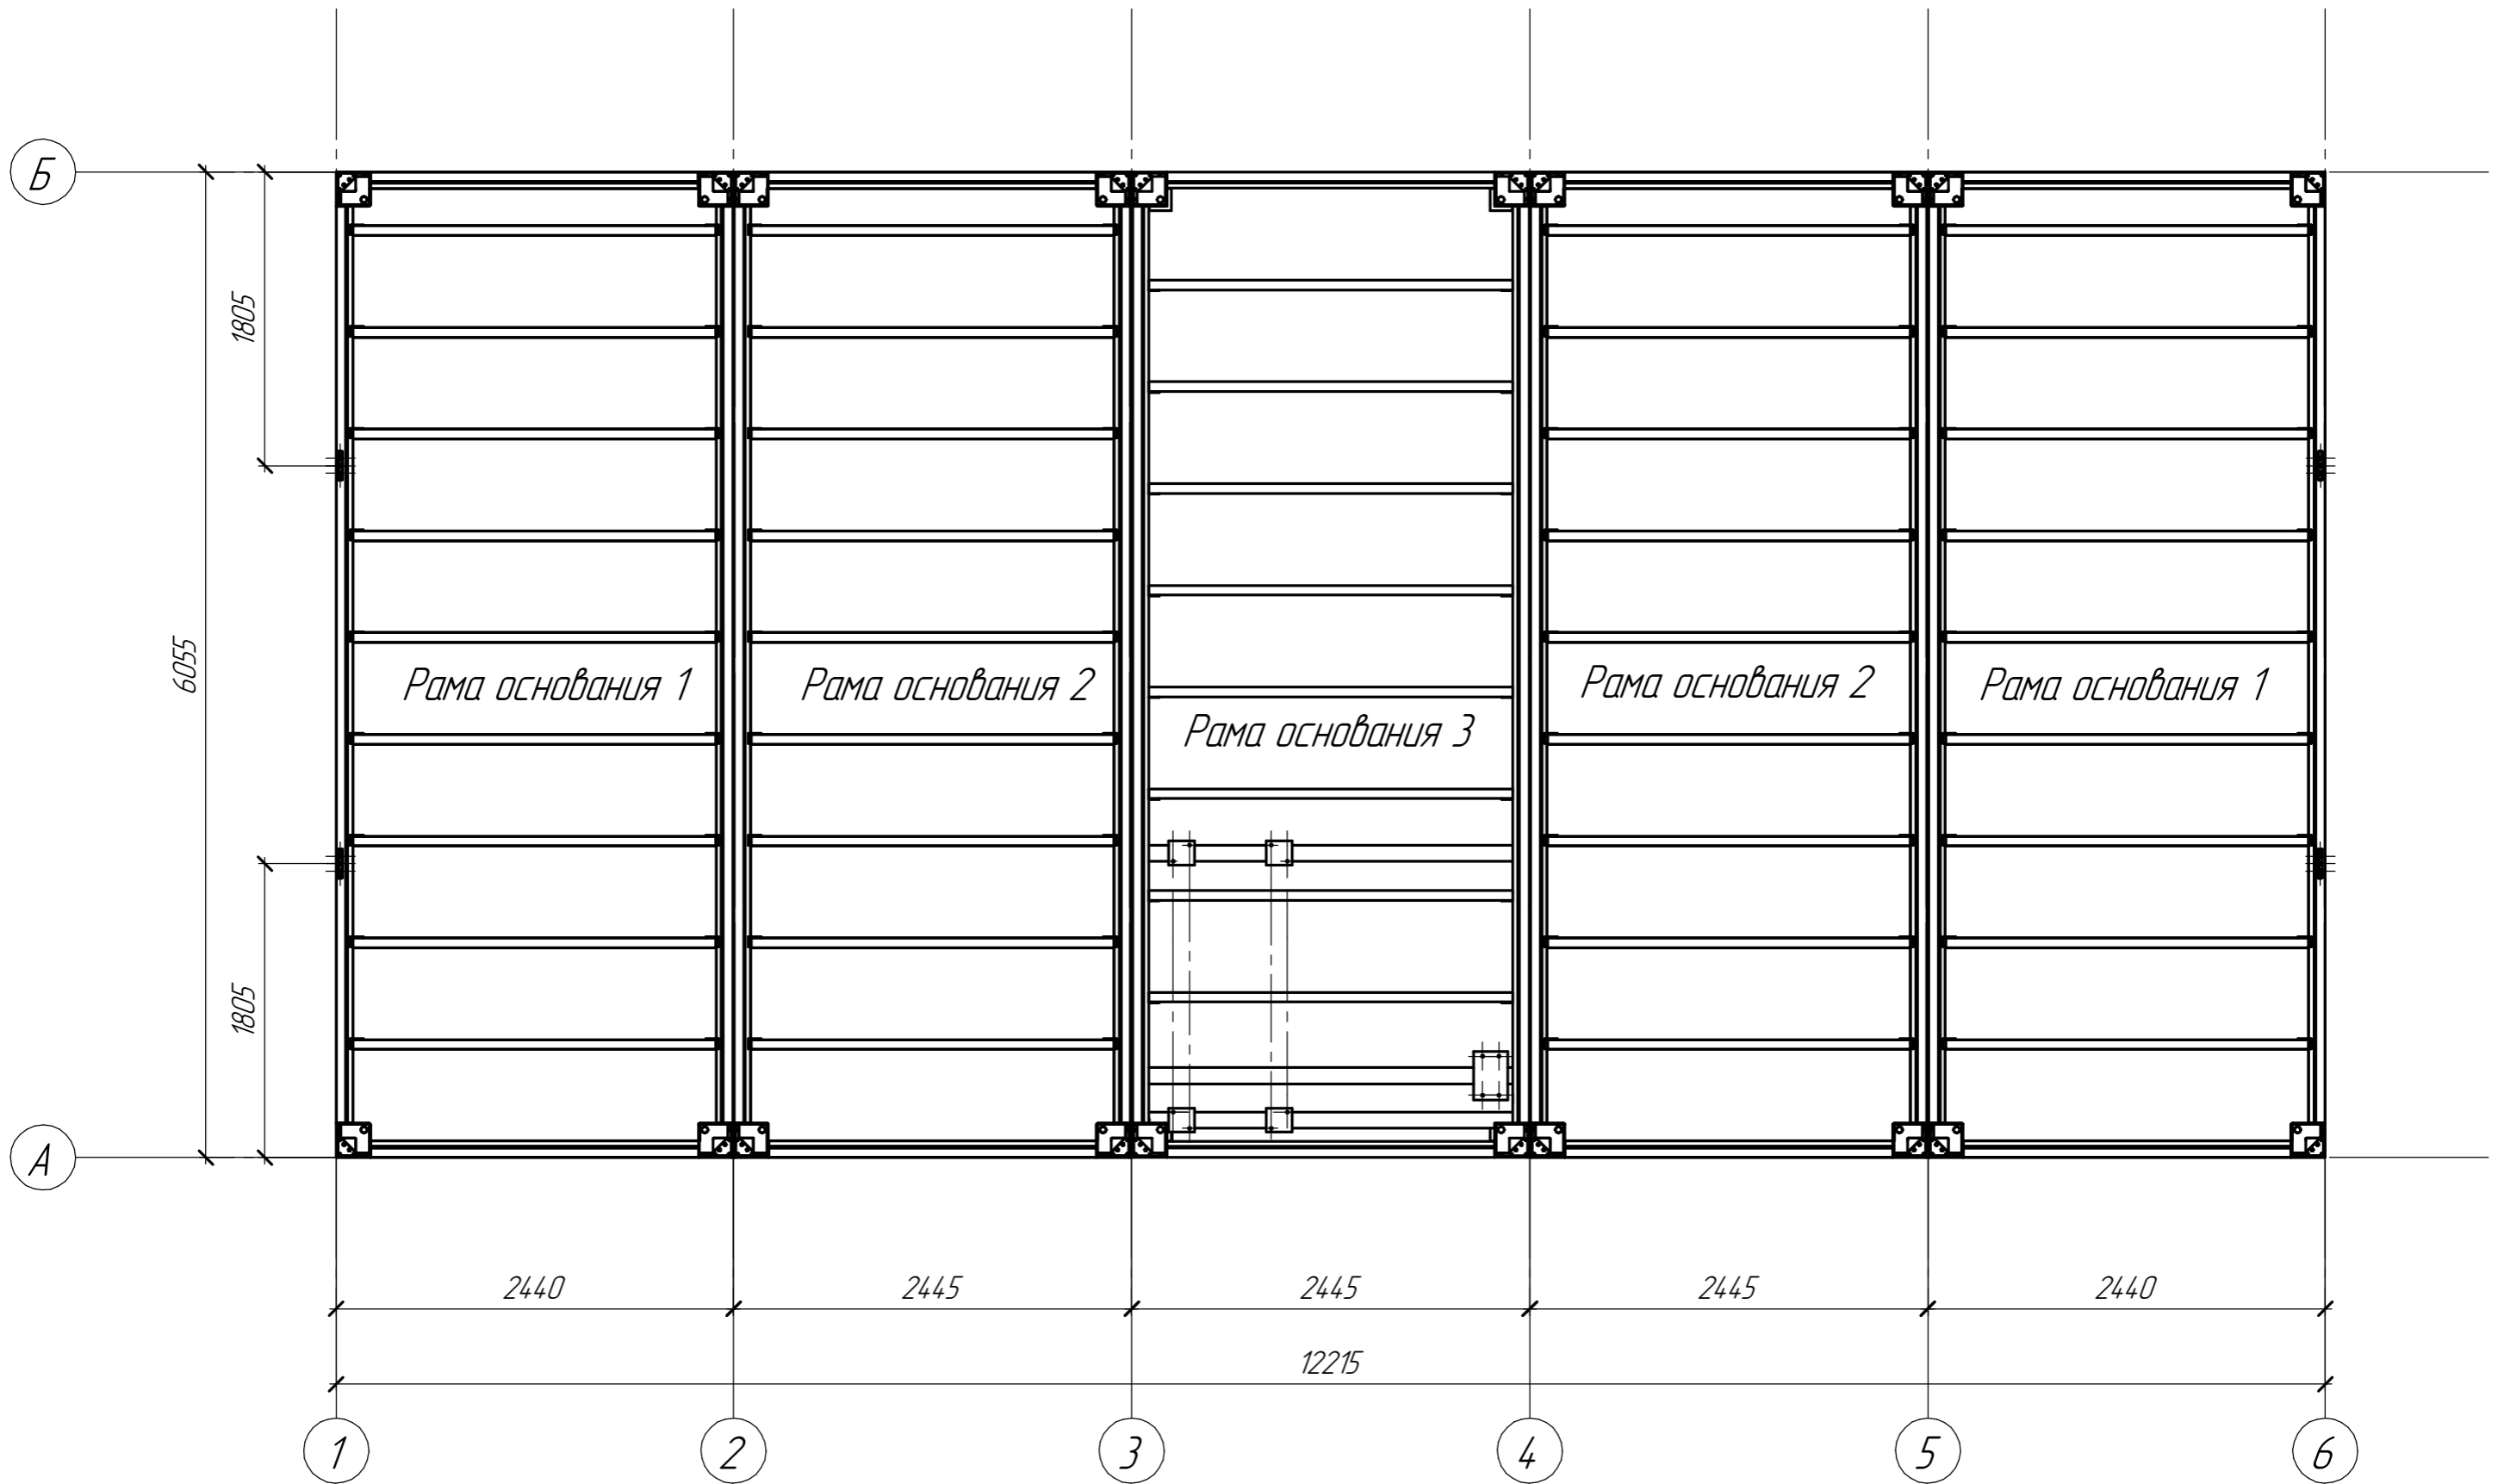 Б
1805
6055
Рама основания 1
Рама основания 2
Рама основания 3
Рама основания 2
Рама основания 1
1805
А
2440
2445
2445
2445
2440
12215
1
2
3
4
5
6